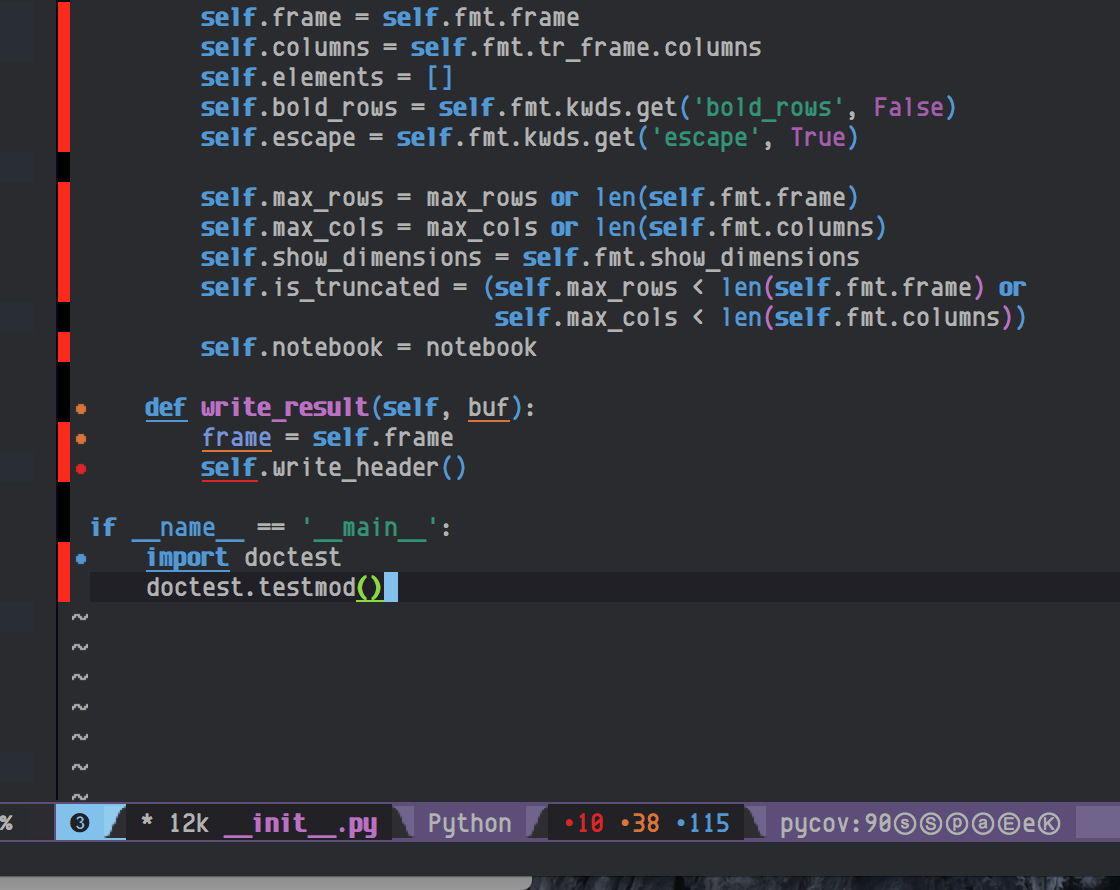 self.frame = self.fmt.frame
self.columns = self.fmt.tr_frame.columns
self.elements = []
self.bold_rows = self.fmt.kwds.get('bold_rows', False)
self.escape = self.fmt.kwds.get('escape', True)
self.max_rows = max_rows or len(self.fmt.frame)
self.max_cols = max_cols or len(self.fmt.columns)
self.show_dimensions = self.fmt.show_dimensions
self.is_truncated = (self.max_rows < len(self.fmt.frame) or
self.max_cols < len(self.fmt.columns))
self.notebook = notebook
def write_result(self, buf):
frame = self.frame
self.write_header()
if __name__ == '__main__':
import doctest
doctest.testmod()
~
~
~
~
~
~
~
% ❸ * 12k __init__.py Python •10 •38 •115 pycov:90ⓢⓈⓟⓐⒺeⓀ